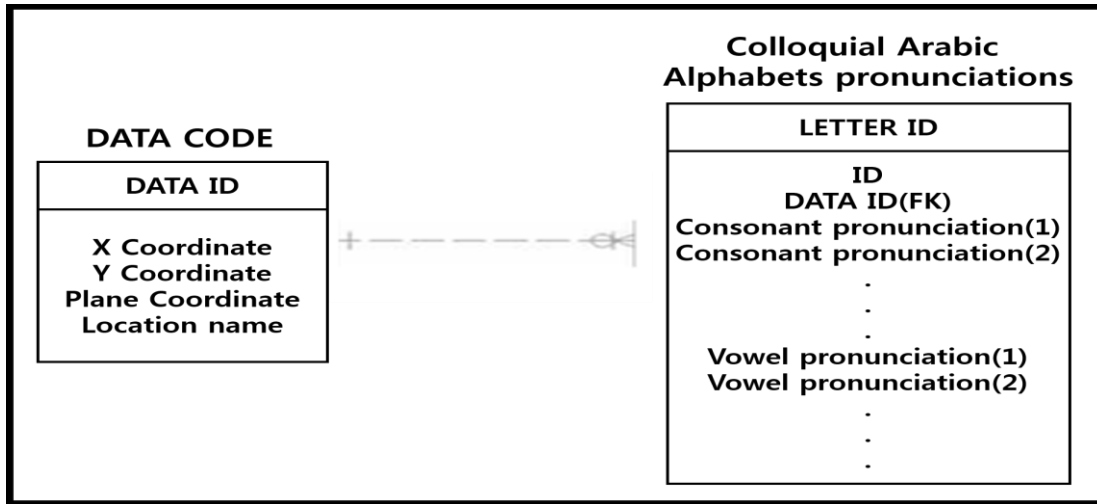 DATA CODE
DATA ID
X Coordinate
Y Coordinate
Plane Coordinate
Location name
Colloquial Arabic
Alphabets pronunciations
LETTER ID
ID
DATA ID(FK)
Consonant pronunciation(1)
Consonant pronunciation(2)
.
.
.
Vowel pronunciation(1)
Vowel pronunciation(2)
.
.
.